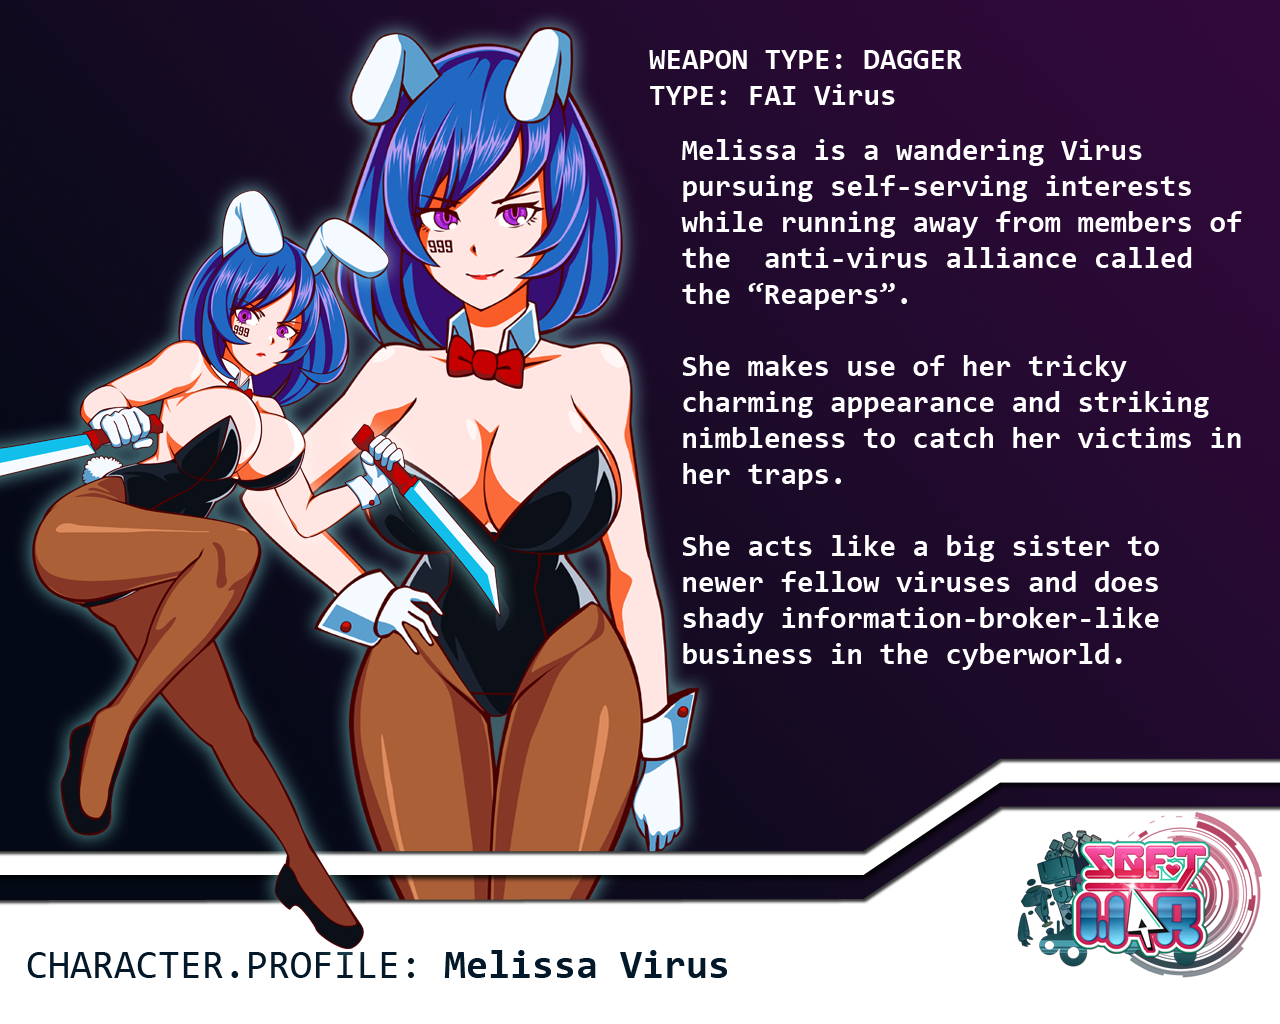 WEAPON TYPE: DAGGER
TYPE: FAI Virus
Melissa is a wandering Virus
pursuing self-serving interests
while running away from members of
the  anti-virus alliance called
the “Reapers”.
She makes use of her tricky
charming appearance and striking
nimbleness to catch her victims in
her traps.
She acts like a big sister to
newer fellow viruses and does
shady information-broker-like
business in the cyberworld.
999
999
SOFT
WAR
CHARACTER.PROFILE: Melissa Virus